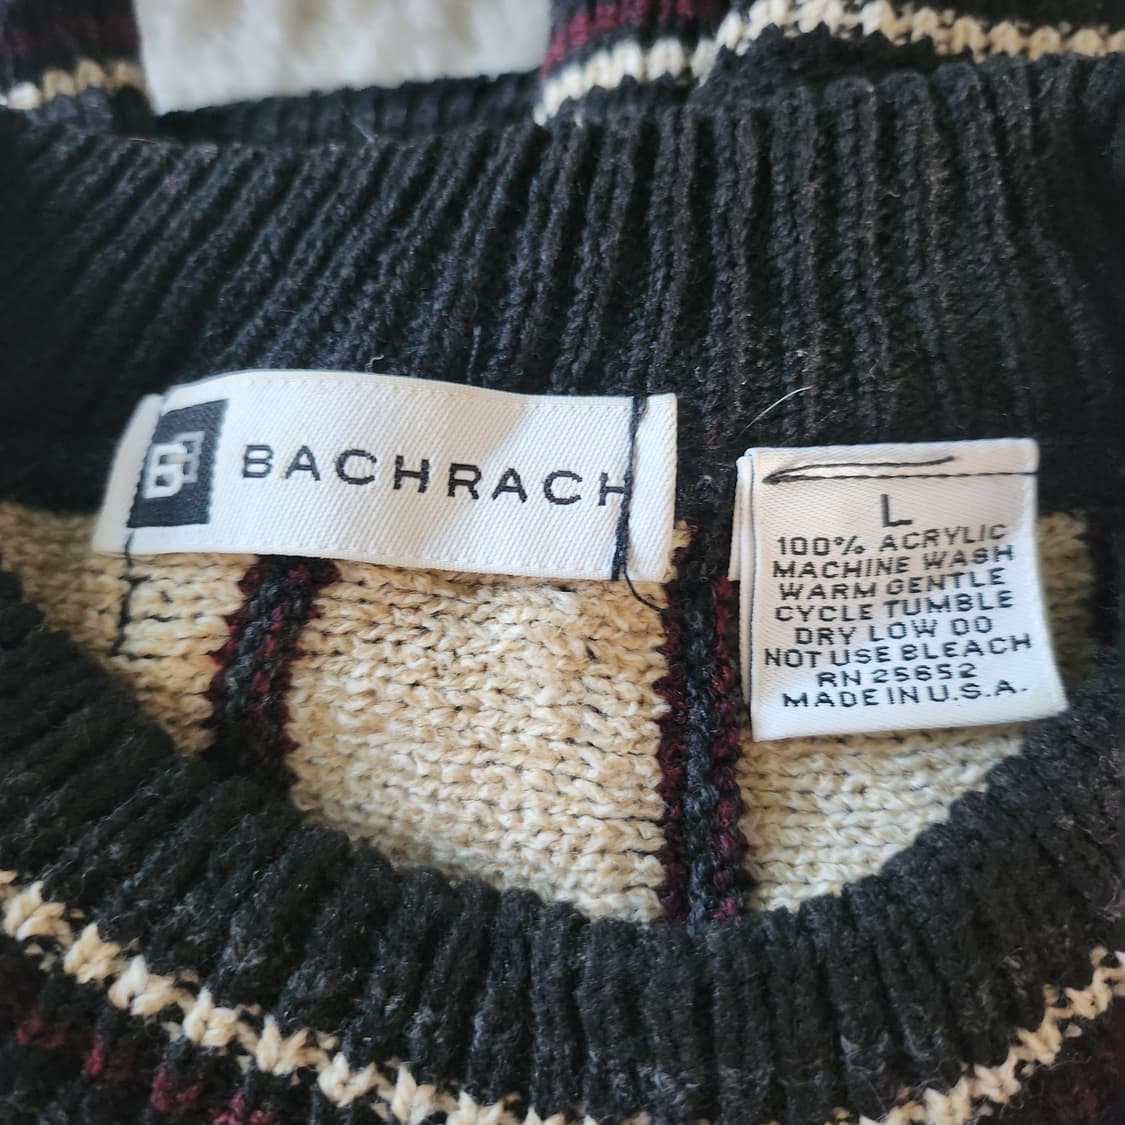 B
BACHRACH
L
100% ACRYLIC
MACHINE WASH
WARM GENTLE
CYCLE TUMBLE
DRY LOW DO
NOT USE BLEACH
RN 25652
MADE IN U.S.A.